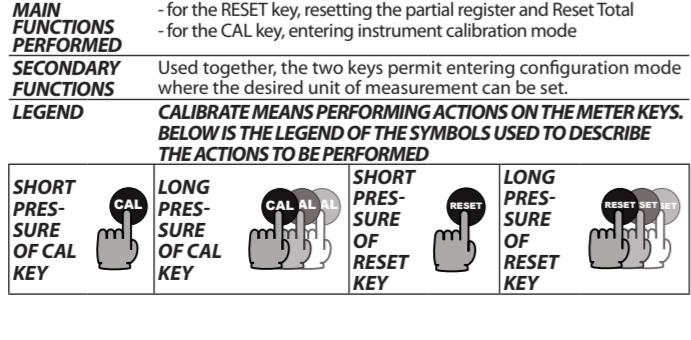 MAIN
FUNCTIONS
PERFORMED
- for the RESET key, resetting the partial register and Reset Total
- for the CAL key, entering instrument calibration mode
SECONDARY
FUNCTIONS
Used together, the two keys permit entering configuration mode
where the desired unit of measurement can be set.
LEGEND
CALIBRATE MEANS PERFORMING ACTIONS ON THE METER KEYS.
BELOW IS THE LEGEND OF THE SYMBOLS USED TO DESCRIBE
THE ACTIONS TO BE PERFORMED
SHORT
PRES-
SURE
OF CAL
KEY
CAL
LONG
PRES-
SURE
OF CAL
KEY
CAL AL AL
SHORT
PRES-
SURE
OF
RESET
KEY
RESET
LONG
PRES-
SURE
OF
RESET
KEY
RESET SET SET